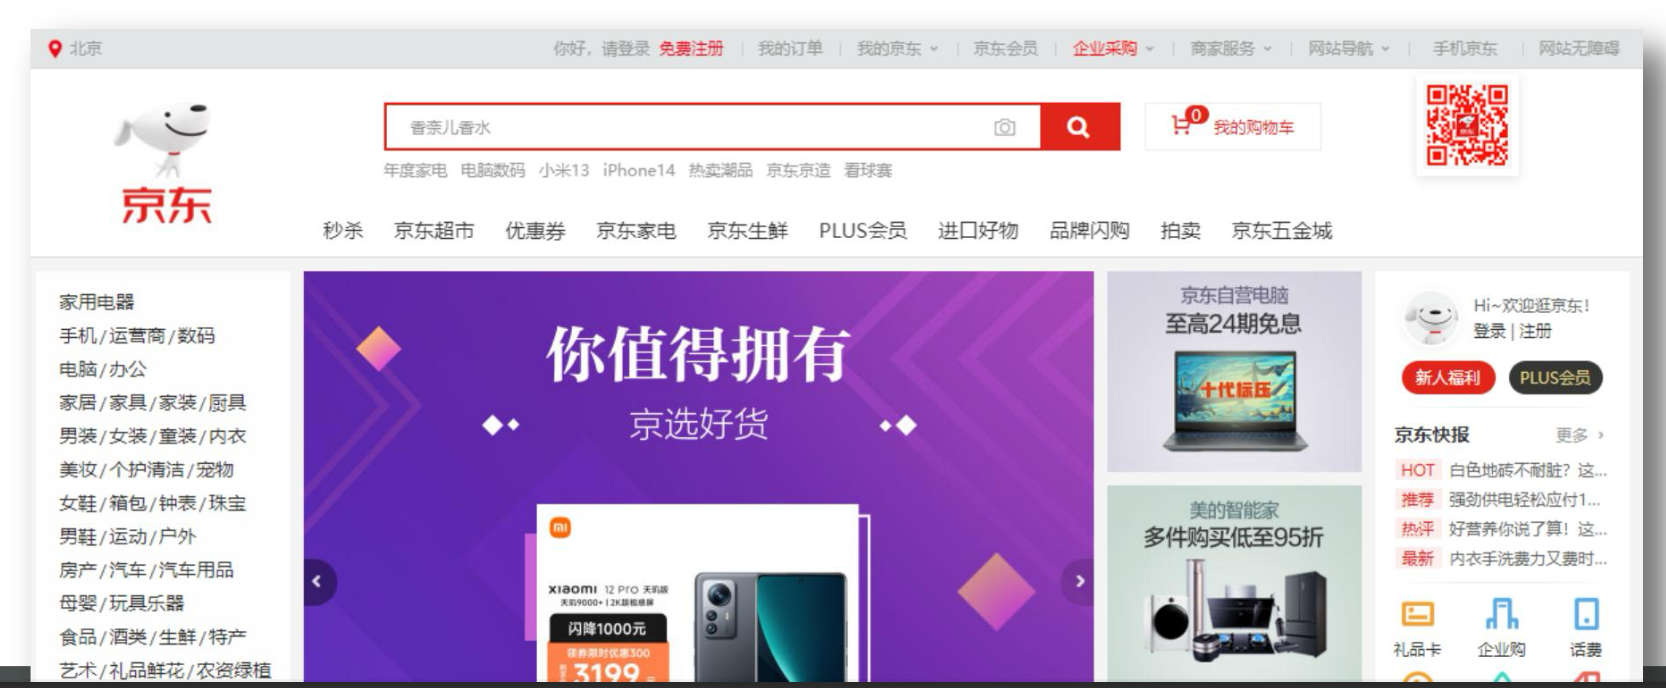 北京
你好，请登录 免费注册 我的订单 我的京东 京东会员 企业采购 商家服务 网站导航 手机京东 网站无障碍
京东
香奈儿香水
0 我的购物车
年度家电 电脑数码 小米13 iPhone14 热卖潮品 京东京造 看球赛
秒杀 京东超市 优惠券 京东家电 京东生鲜 PLUS会员 进口好物 品牌闪购 拍卖 京东五金城
家用电器
手机/运营商/数码
电脑/办公
家居/家具/家装/厨具
男装/女装/童装/内衣
美妆/个护清洁/宠物
女鞋/箱包/钟表/珠宝
男鞋/运动/户外
房产/汽车/汽车用品
母婴/玩具乐器
食品/酒类/生鲜/特产
艺术/礼品鲜花/农资绿植
你值得拥有
京选好货
mi
xiaomi 12 Pro 天玑版
天玑9000+ | 2K超视感屏
闪降1000元
领券限时优惠300
3199
京东自营电脑
至高24期免息
十代标压
美的智能家
多件购买低至95折
Hi~欢迎逛京东!
登录 | 注册
新人福利 PLUS会员
京东快报 更多 ›
HOT 白色地砖不耐脏？这...
推荐 强劲供电轻松应付1...
热评 好营养你说了算！这...
最新 内衣手洗费力又费时...
礼品卡 企业购 话费